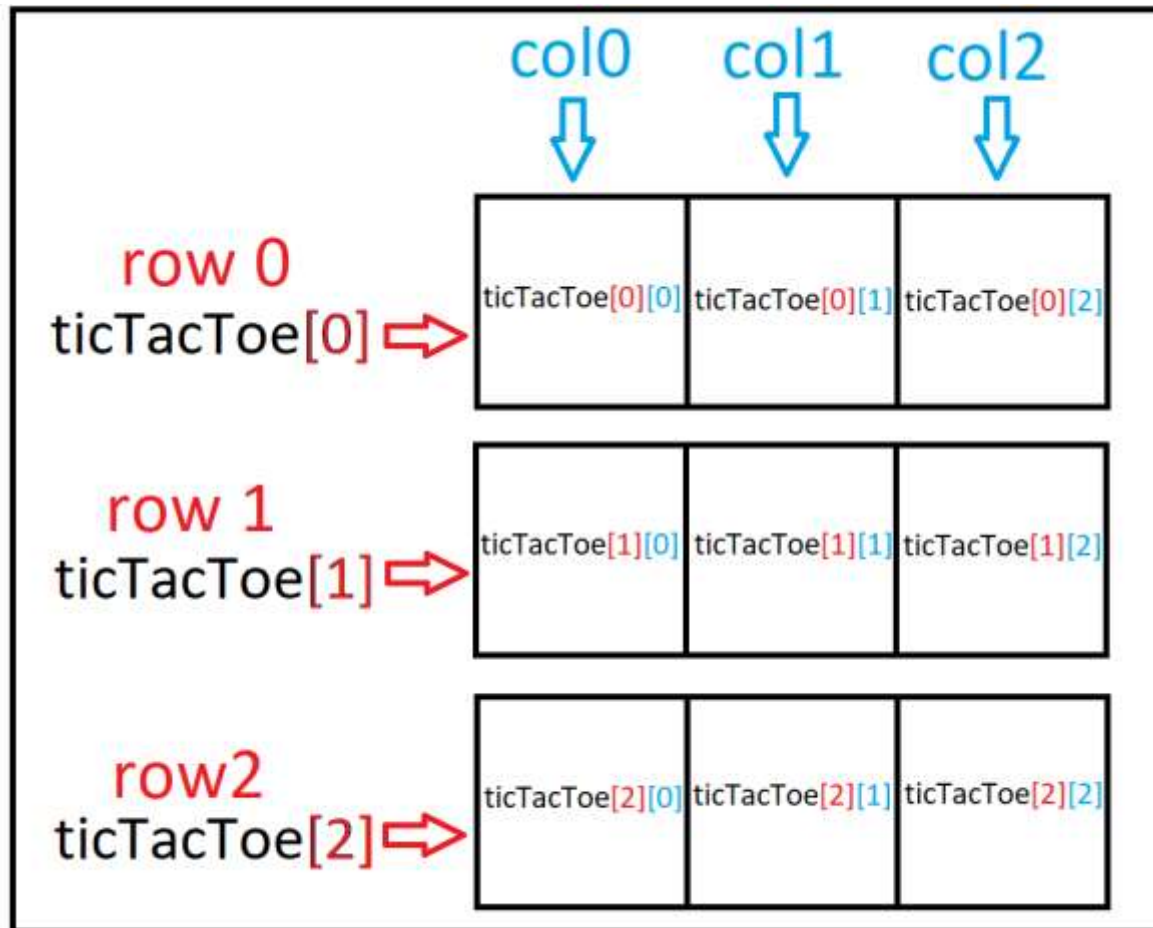 col0 col1 col2
row 0
ticTacToe[0]
ticTacToe[0][0] ticTacToe[0][1] ticTacToe[0][2]
row 1
ticTacToe[1]
ticTacToe[1][0] ticTacToe[1][1] ticTacToe[1][2]
row2
ticTacToe[2]
ticTacToe[2][0] ticTacToe[2][1] ticTacToe[2][2]